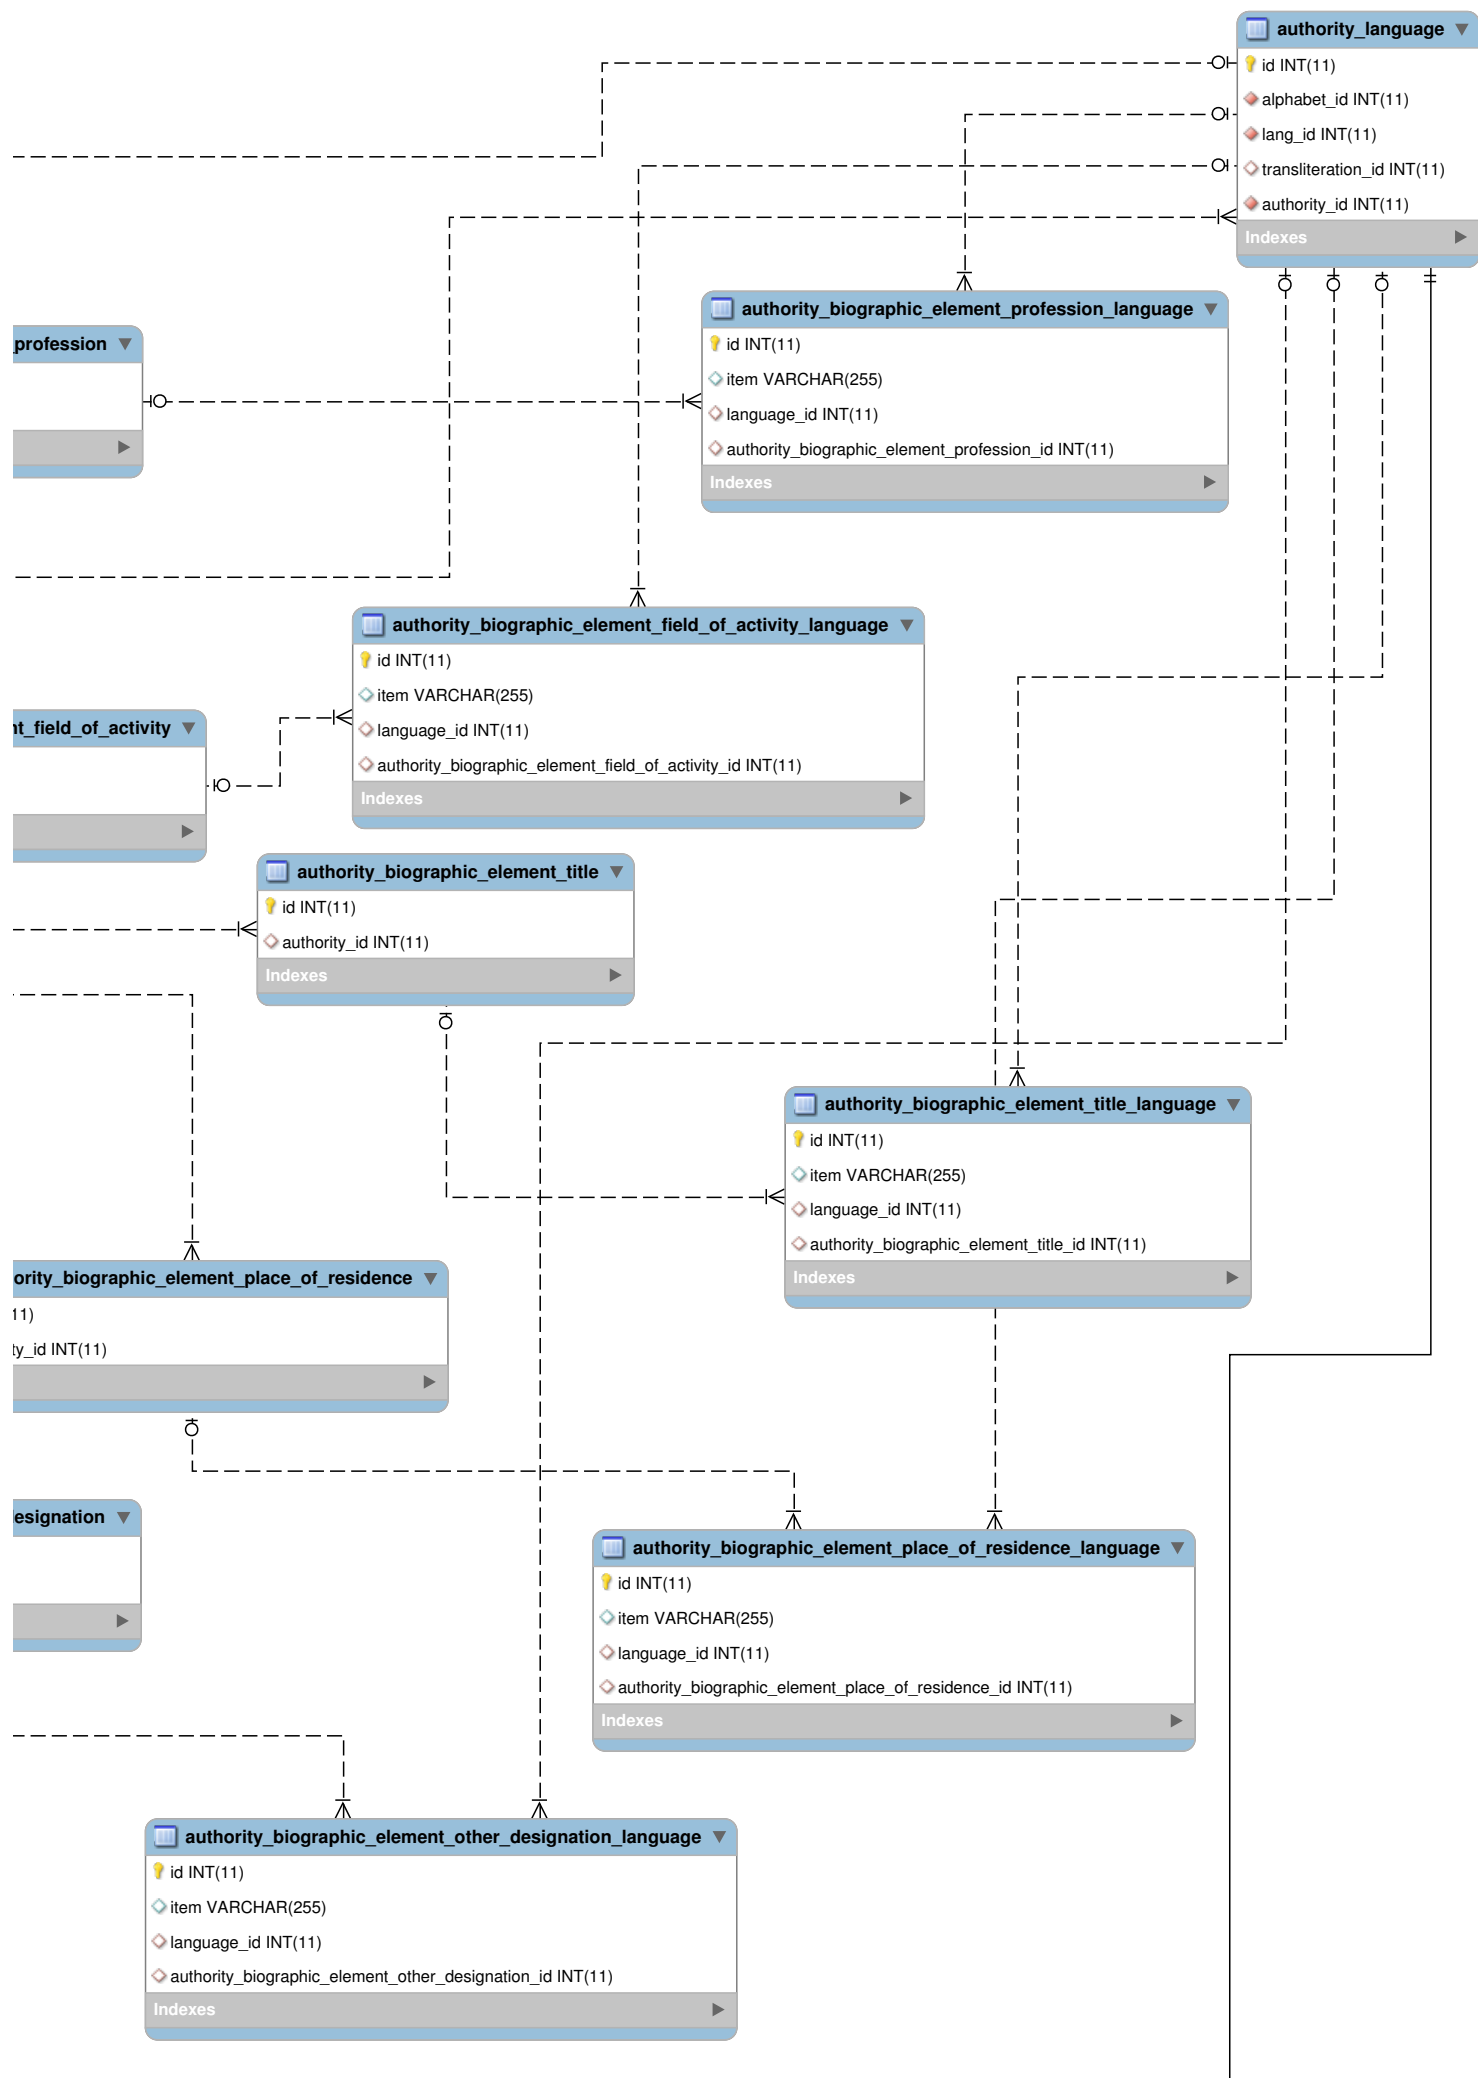 authority_language
id INT(11)
alphabet_id INT(11)
lang_id INT(11)
transliteration_id INT(11)
authority_id INT(11)
Indexes
authority_biographic_element_profession_language
id INT(11)
item VARCHAR(255)
language_id INT(11)
authority_biographic_element_profession_id INT(11)
Indexes
_profession
authority_biographic_element_field_of_activity_language
id INT(11)
item VARCHAR(255)
language_id INT(11)
authority_biographic_element_field_of_activity_id INT(11)
Indexes
nt_field_of_activity
authority_biographic_element_title
id INT(11)
authority_id INT(11)
Indexes
authority_biographic_element_title_language
id INT(11)
item VARCHAR(255)
language_id INT(11)
authority_biographic_element_title_id INT(11)
Indexes
ority_biographic_element_place_of_residence
11)
ty_id INT(11)
esignation
authority_biographic_element_place_of_residence_language
id INT(11)
item VARCHAR(255)
language_id INT(11)
authority_biographic_element_place_of_residence_id INT(11)
Indexes
authority_biographic_element_other_designation_language
id INT(11)
item VARCHAR(255)
language_id INT(11)
authority_biographic_element_other_designation_id INT(11)
Indexes